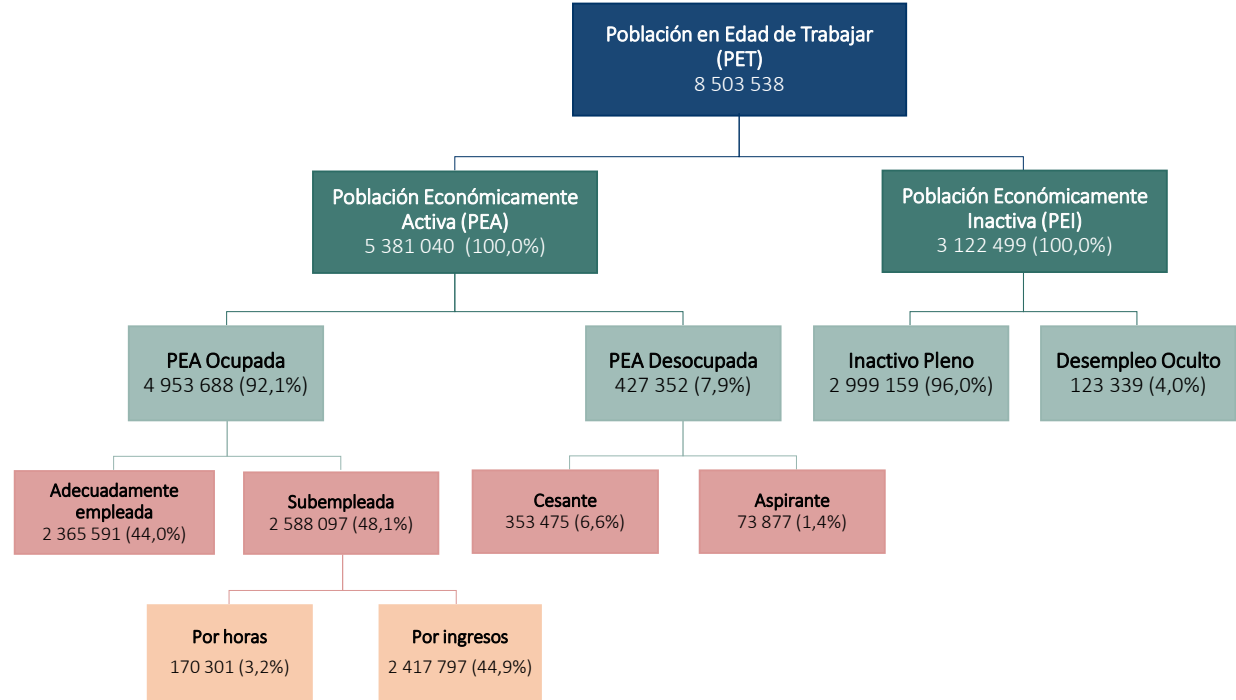 Población en Edad de Trabajar
(PET)
8 503 538
Población Económicamente
Activa (PEA)
5 381 040 (100,0%)
Población Económicamente
Inactiva (PEI)
3 122 499 (100,0%)
PEA Ocupada
4 953 688 (92,1%)
PEA Desocupada
427 352 (7,9%)
Inactivo Pleno
2 999 159 (96,0%)
Desempleo Oculto
123 339 (4,0%)
Adecuadamente
empleada
2 365 591 (44,0%)
Subempleada
2 588 097 (48,1%)
Cesante
353 475 (6,6%)
Aspirante
73 877 (1,4%)
Por horas
170 301 (3,2%)
Por ingresos
2 417 797 (44,9%)